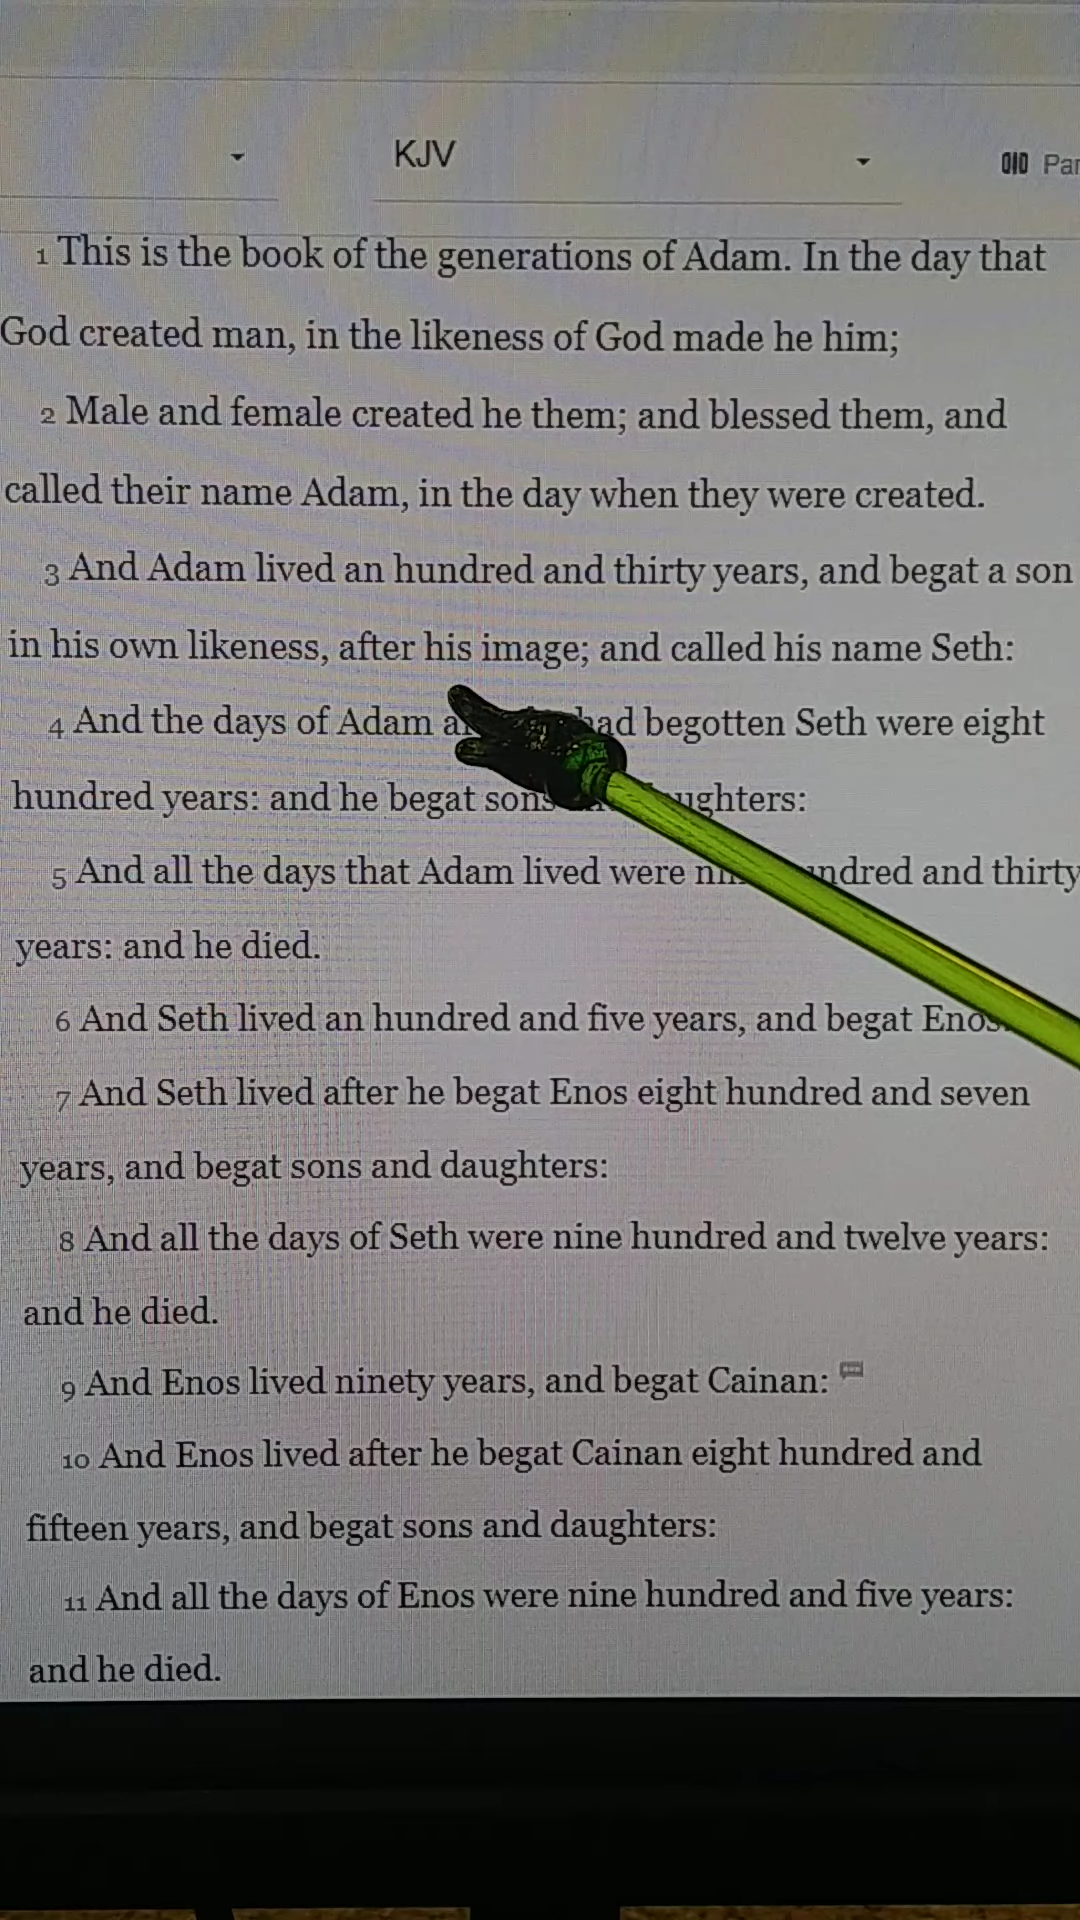 KJV
Par
1 This is the book of the generations of Adam. In the day that
God created man, in the likeness of God made he him;
2 Male and female created he them; and blessed them, and
called their name Adam, in the day when they were created.
3 And Adam lived an hundred and thirty years, and begat a son
in his own likeness, after his image; and called his name Seth:
4 And the days of Adam had begotten Seth were eight
hundred years: and he begat sons
5 And all the days that Adam lived were and thirty
years: and he died.
6 And Seth lived an hundred and five years, and begat Enos
7 And Seth lived after he begat Enos eight hundred and seven
years, and begat sons and daughters:
8 And all the days of Seth were nine hundred and twelve years:
and he died.
9 And Enos lived ninety years, and begat Cainan:
10 And Enos lived after he begat Cainan eight hundred and
fifteen years, and begat sons and daughters:
11 And all the days of Enos were nine hundred and five years:
and he died.